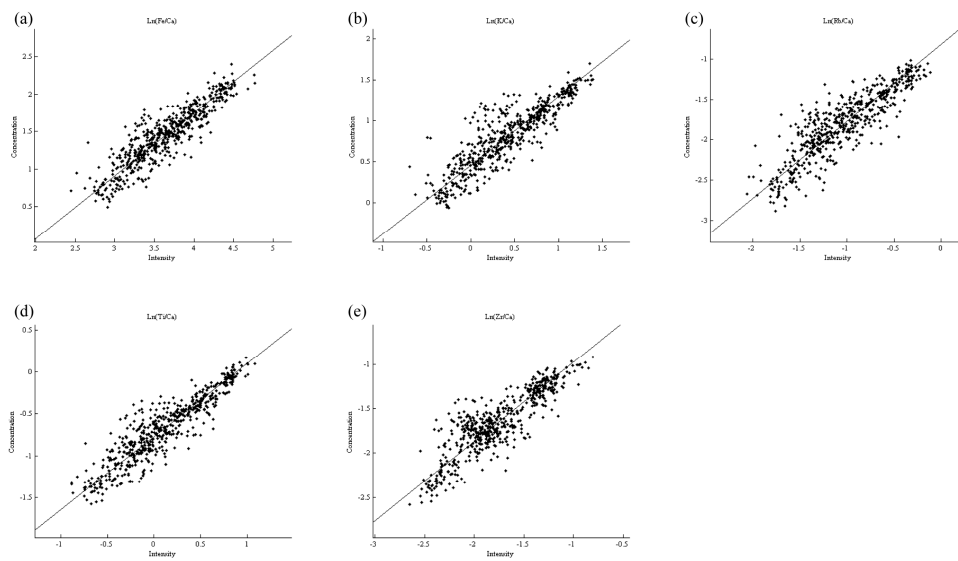 (a)
Ln(Fe/Ca)
2.5
2
1.5
1
0.5
Concentration
2 2.5 3 3.5 4 4.5 5
Intensity
(b)
Ln(K/Ca)
2
1.5
1
0.5
0
Concentration
-1 -0.5 0 0.5 1 1.5
Intensity
(c)
Ln(Rb/Ca)
-1
-1.5
-2
-2.5
-3
Concentration
-2 -1.5 -1 -0.5 0
Intensity
(d)
Ln(Ti/Ca)
0.5
0
-0.5
-1
-1.5
Concentration
-1 -0.5 0 0.5 1
Intensity
(e)
Ln(Zr/Ca)
-1
-1.5
-2
-2.5
Concentration
-3 -2.5 -2 -1.5 -1 -0.5
Intensity